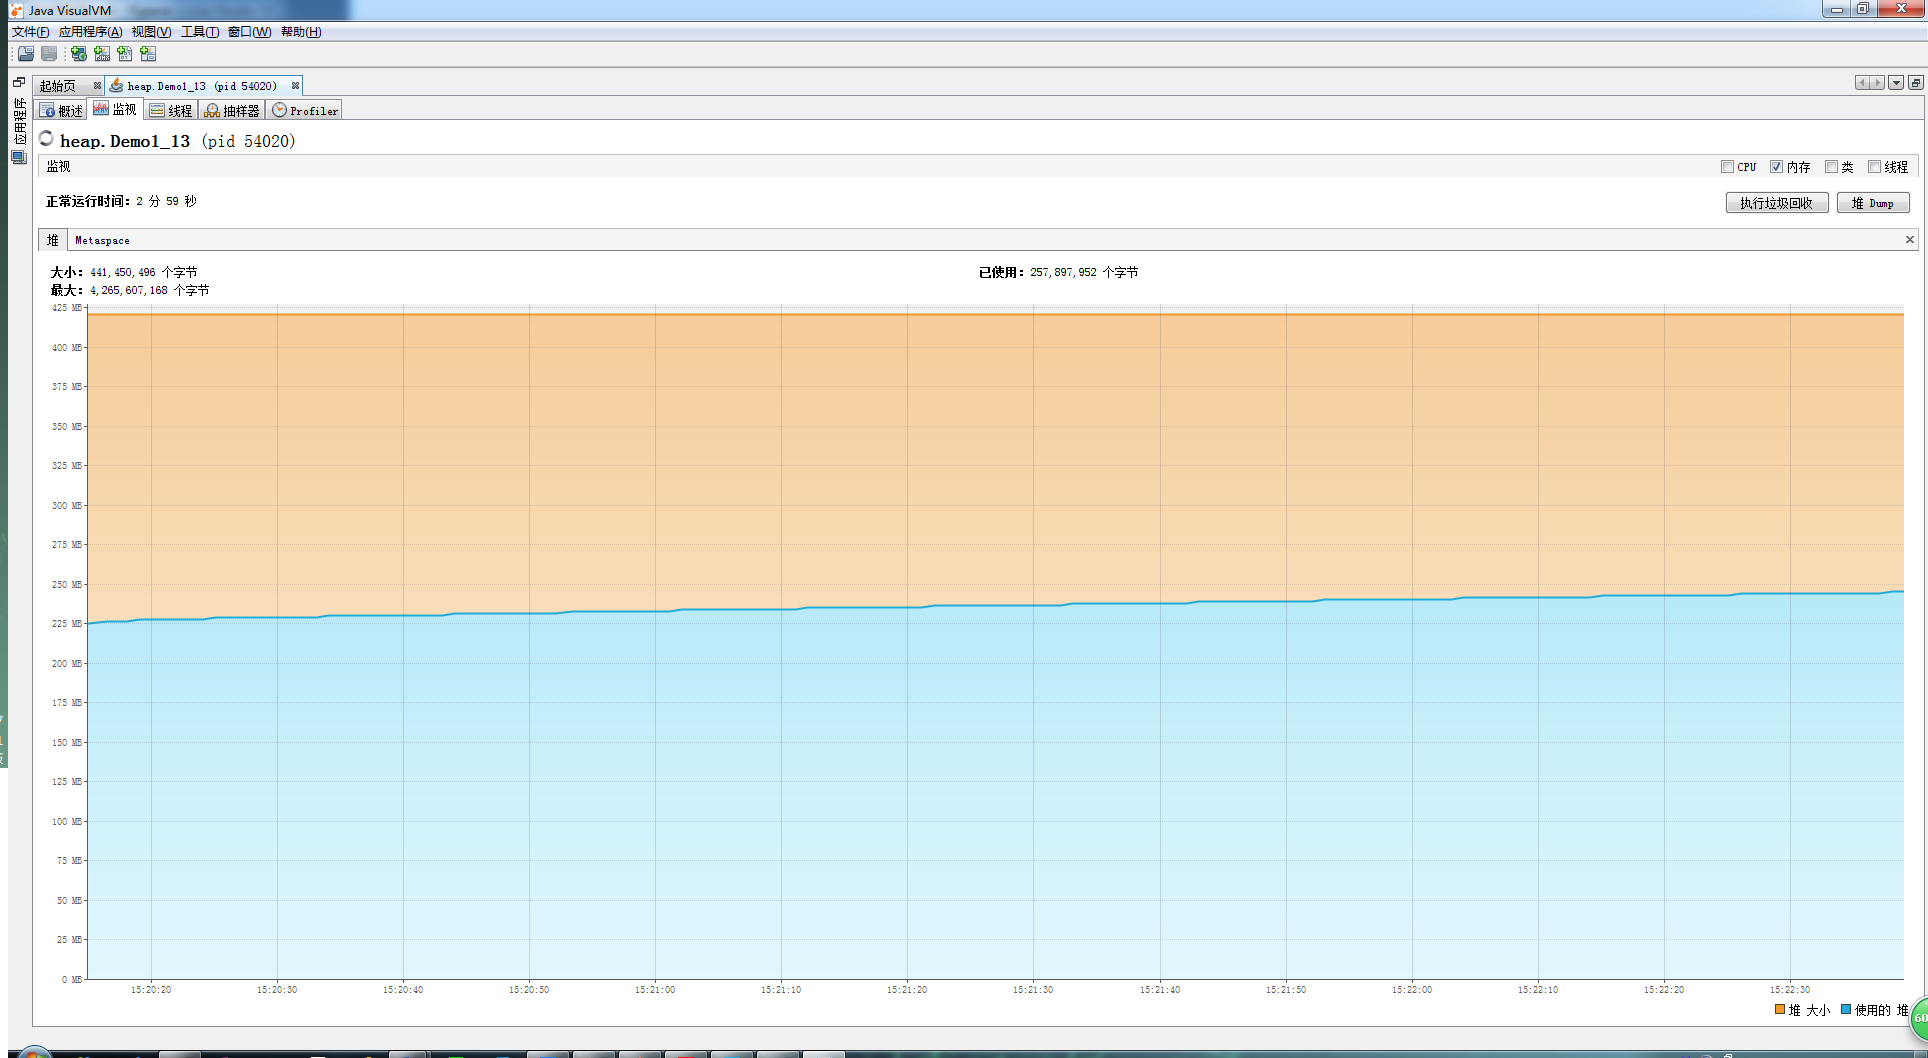 Java VisualVM
文件(F) 应用程序(A) 视图(V) 工具(T) 窗口(W) 帮助(H)
起始页 heap.Demo1_13 (pid 54020)
应用程序
概述 监视 线程 抽样器 Profiler
heap.Demo1_13 (pid 54020)
监视 CPU 内存 类 线程
正常运行时间: 2 分 59 秒 执行垃圾回收 堆 Dump
堆 Metaspace
大小: 441,450,496 个字节 已使用: 257,897,952 个字节
最大: 4,265,607,168 个字节
425 MB
400 MB
375 MB
350 MB
325 MB
300 MB
275 MB
250 MB
225 MB
200 MB
175 MB
150 MB
125 MB
100 MB
75 MB
50 MB
25 MB
0 MB
15:20:20 15:20:30 15:20:40 15:20:50 15:21:00 15:21:10 15:21:20 15:21:30 15:21:40 15:21:50 15:22:00 15:22:10 15:22:20 15:22:30
堆 大小 使用的 堆
60